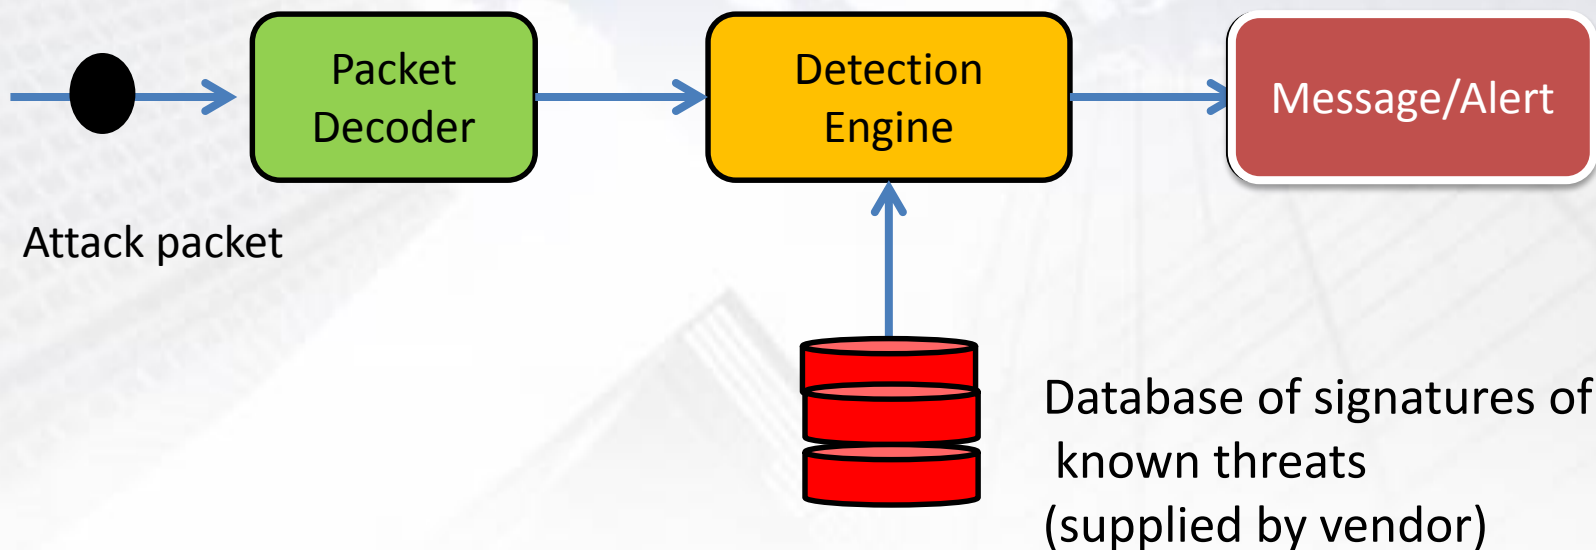 Packet
Decoder
Detection
Engine
Message/Alert
Attack packet
Database of signatures of
known threats
(supplied by vendor)